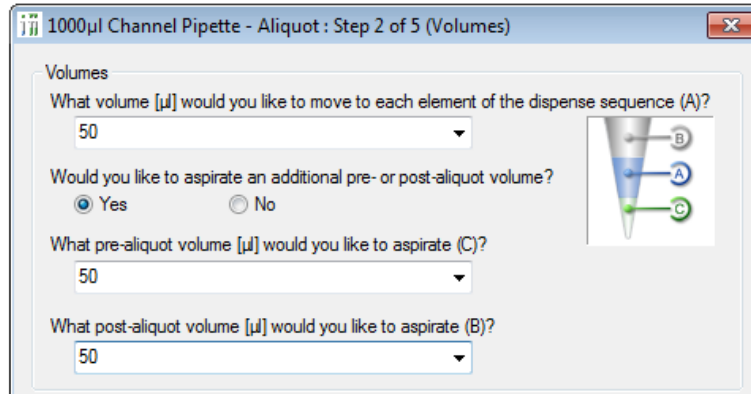 1000µl Channel Pipette - Aliquot : Step 2 of 5 (Volumes)
Volumes
What volume [µl] would you like to move to each element of the dispense sequence (A)?
50
B
Would you like to aspirate an additional pre- or post-aliquot volume?
A
Yes No
C
What pre-aliquot volume [µl] would you like to aspirate (C)?
50
What post-aliquot volume [µl] would you like to aspirate (B)?
50